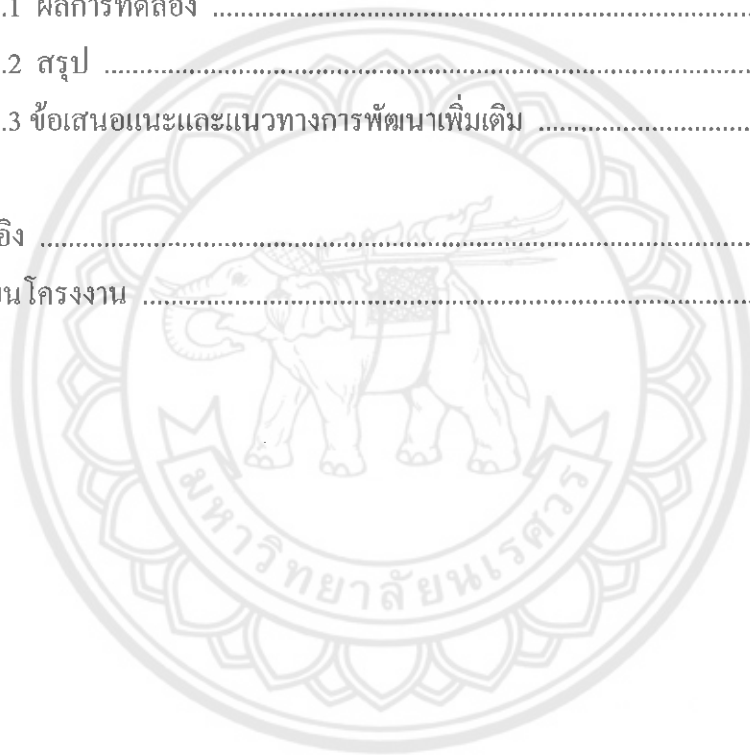 .1 ผลการทดลอง ................................................
.2 สรุป ................................................
.3 ข้อเสนอแนะและแนวทางการพัฒนาเพิ่มเติม ................................................
อิง ................................................
นโครงงาน ................................................
มหาวิทยาลัยนเรศวร